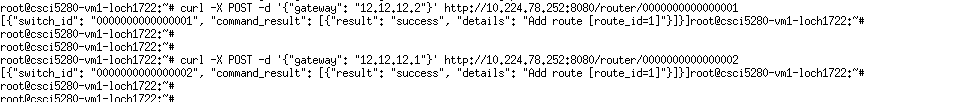 root@csci5280-vm1-loch1722:~# curl -X POST -d '{"gateway": "12.12.12.2"}' http://10.224.78.252:8080/router/0000000000000001
[{"switch_id": "0000000000000001", "command_result": [{"result": "success", "details": "Add route [route_id=1]"}]}]root@csci5280-vm1-loch1722:~#
root@csci5280-vm1-loch1722:~#
root@csci5280-vm1-loch1722:~#
root@csci5280-vm1-loch1722:~# curl -X POST -d '{"gateway": "12.12.12.1"}' http://10.224.78.252:8080/router/0000000000000002
[{"switch_id": "0000000000000002", "command_result": [{"result": "success", "details": "Add route [route_id=1]"}]}]root@csci5280-vm1-loch1722:~#
root@csci5280-vm1-loch1722:~#
root@csci5280-vm1-loch1722:~#